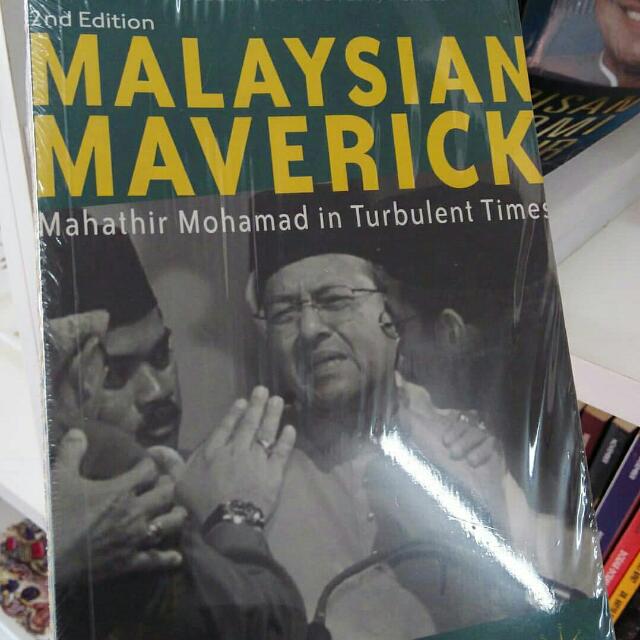 2nd Edition
MALAYSIAN
MAVERICK
Mahathir Mohamad in Turbulent Times